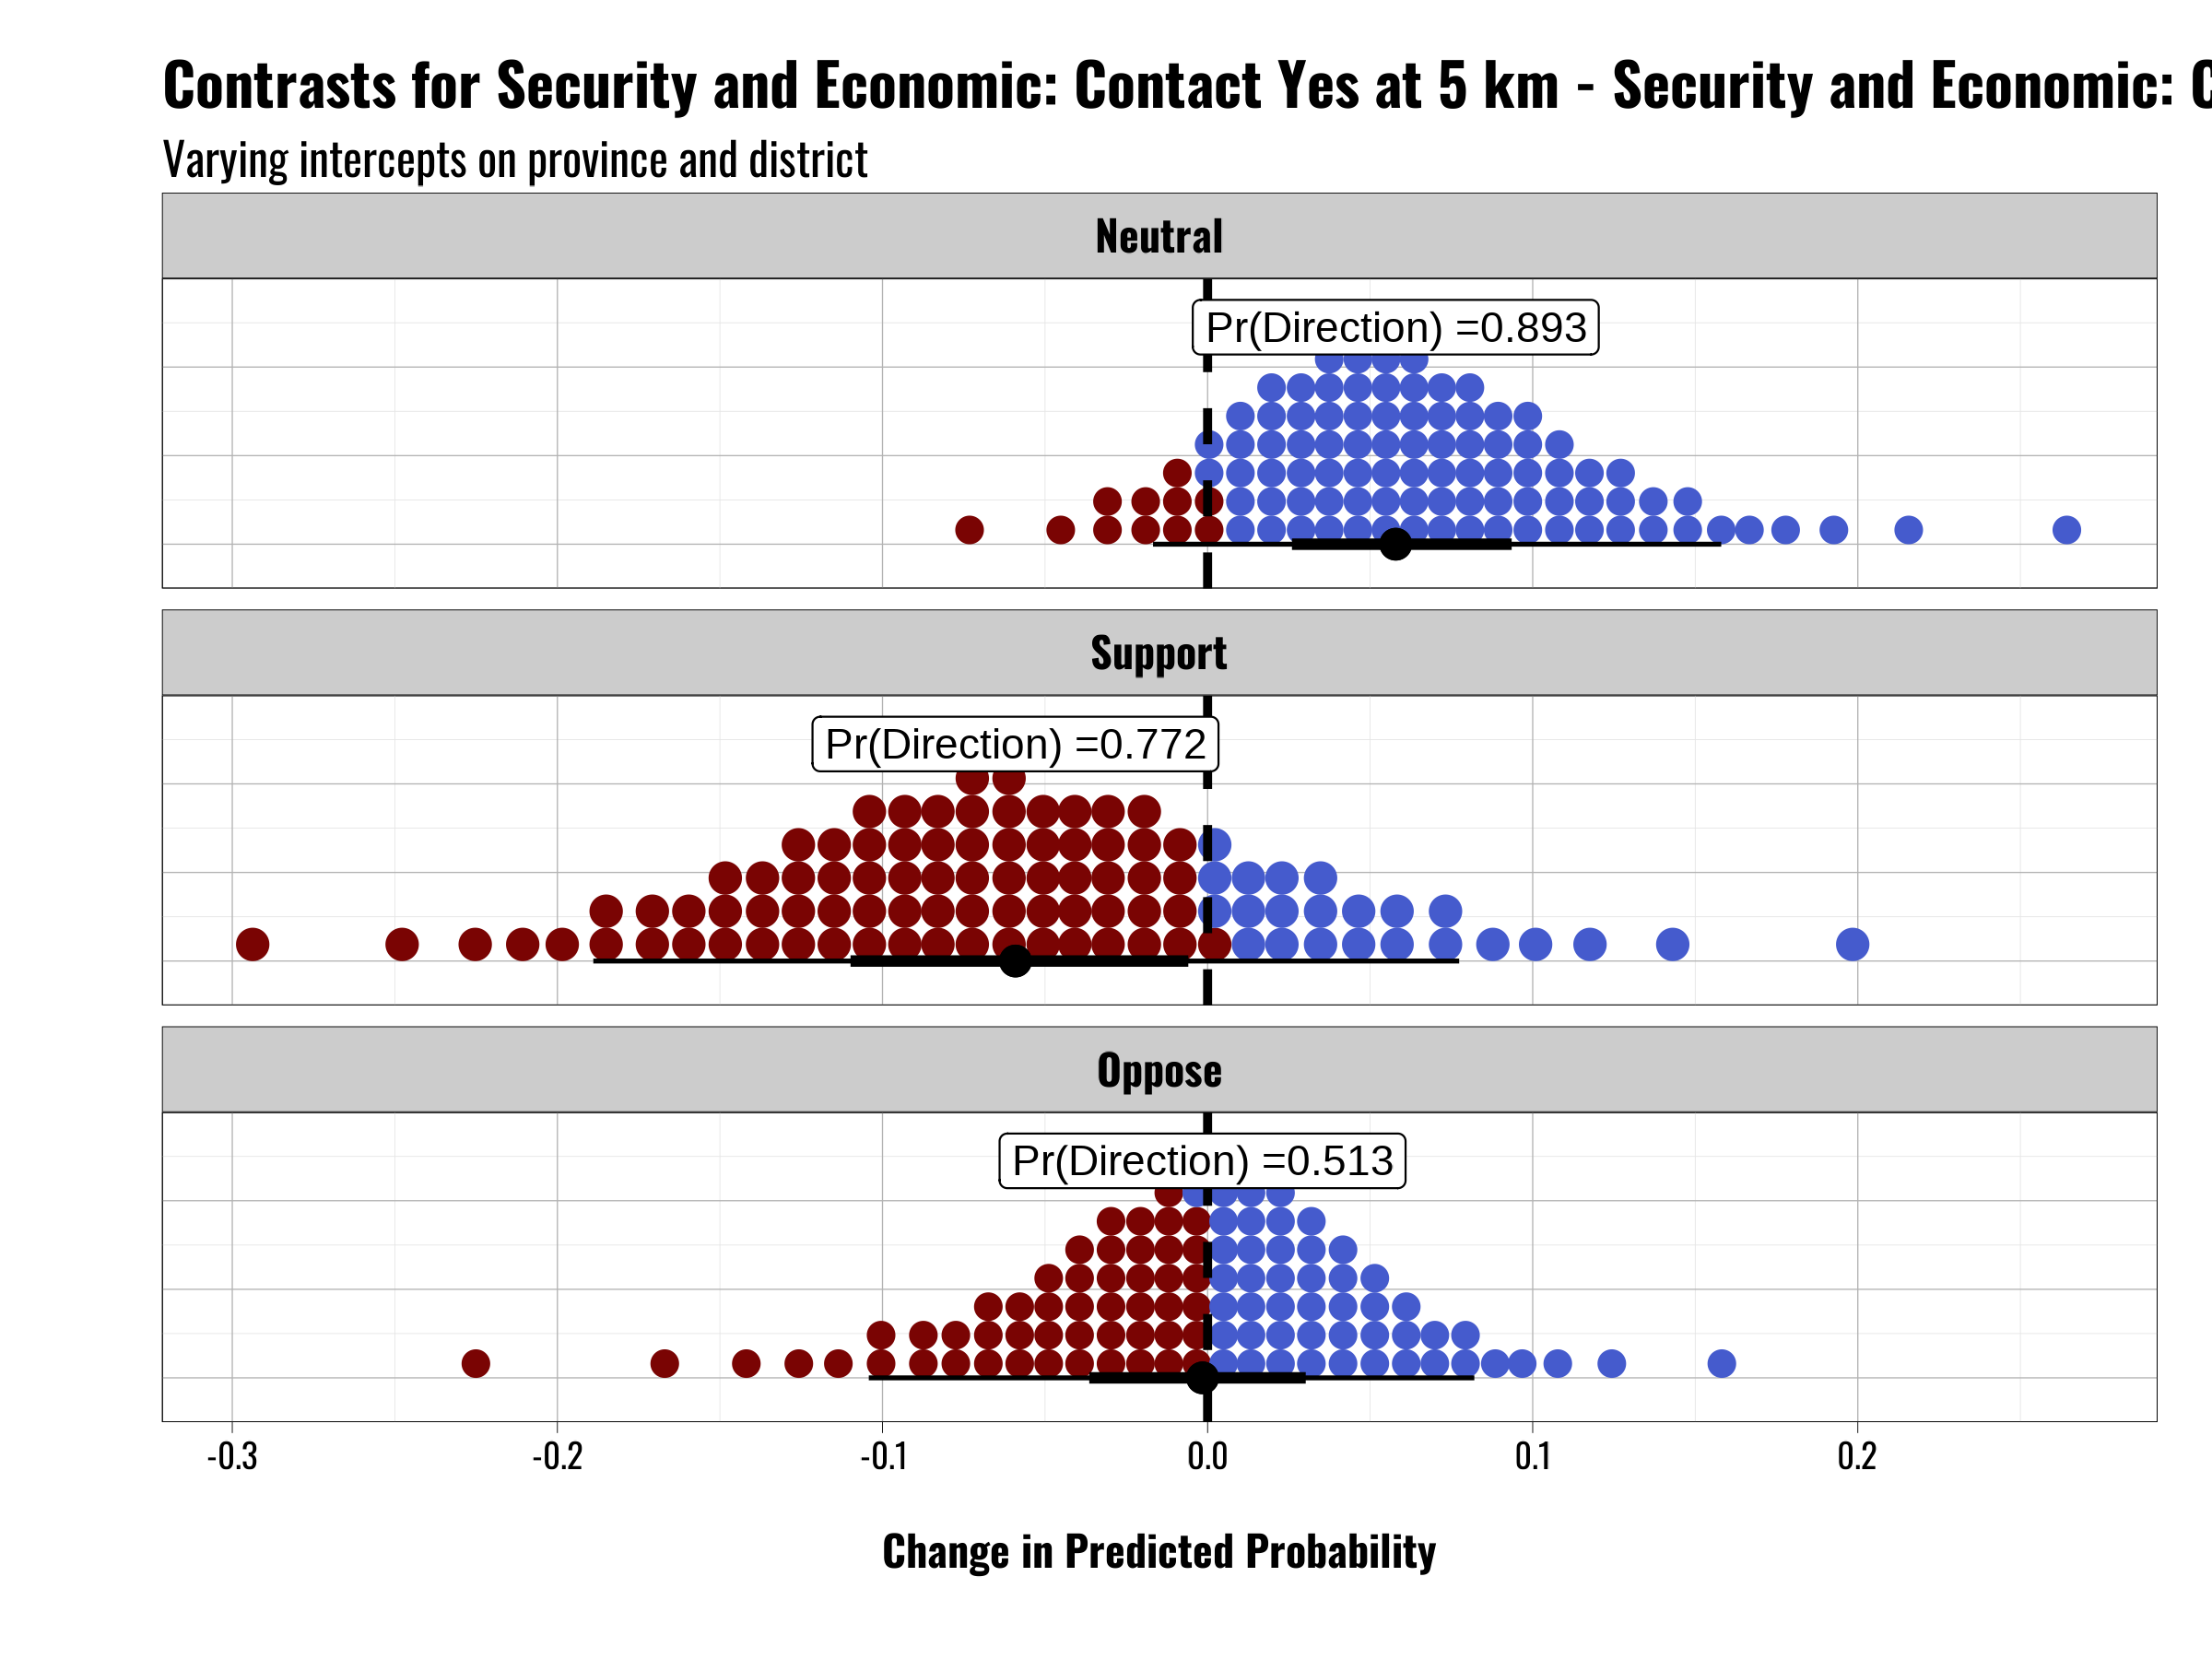 Contrasts for Security and Economic: Contact Yes at 5 km - Security and Economic:
Varying intercepts on province and district
Neutral
Pr(Direction) =0.893
Support
Pr(Direction) =0.772
Oppose
Pr(Direction) =0.513
-0.3 -0.2 -0.1 0.0 0.1 0.2
Change in Predicted Probability